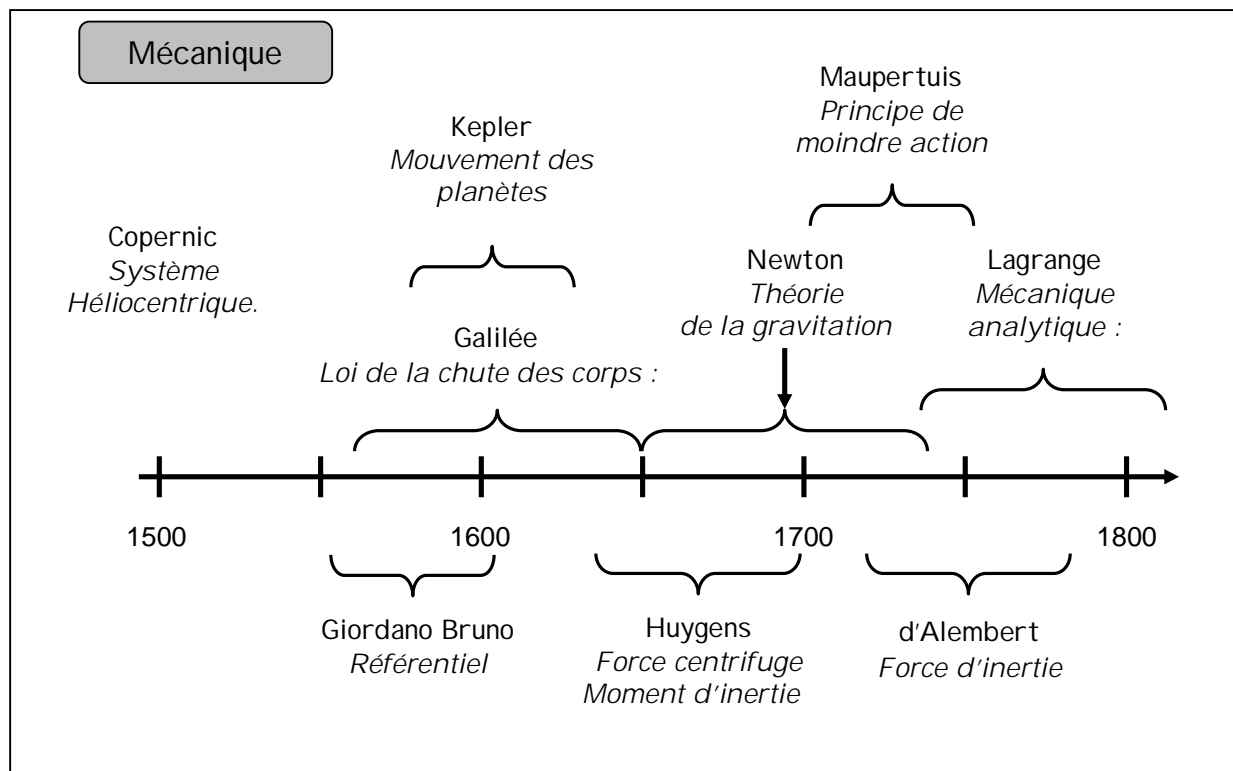 Mécanique
Maupertuis
Principe de
moindre action
Kepler
Mouvement des
planètes
Copernic
Système
Héliocentrique.
Newton
Théorie
de la gravitation
Lagrange
Mécanique
analytique :
Galilée
Loi de la chute des corps :
1500
1600
1700
1800
Giordano Bruno
Référentiel
Huygens
Force centrifuge
Moment d'inertie
d'Alembert
Force d'inertie